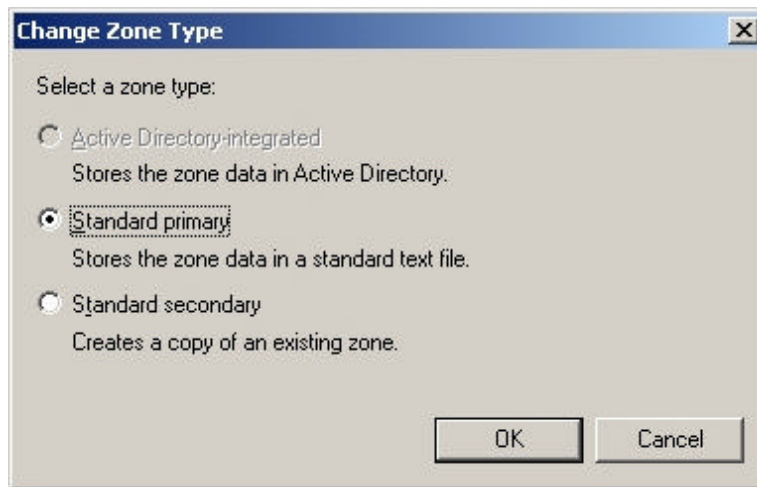 Change Zone Type
Select a zone type:
Active Directory-integrated
Stores the zone data in Active Directory.
Standard primary
Stores the zone data in a standard text file.
Standard secondary
Creates a copy of an existing zone.
OK Cancel